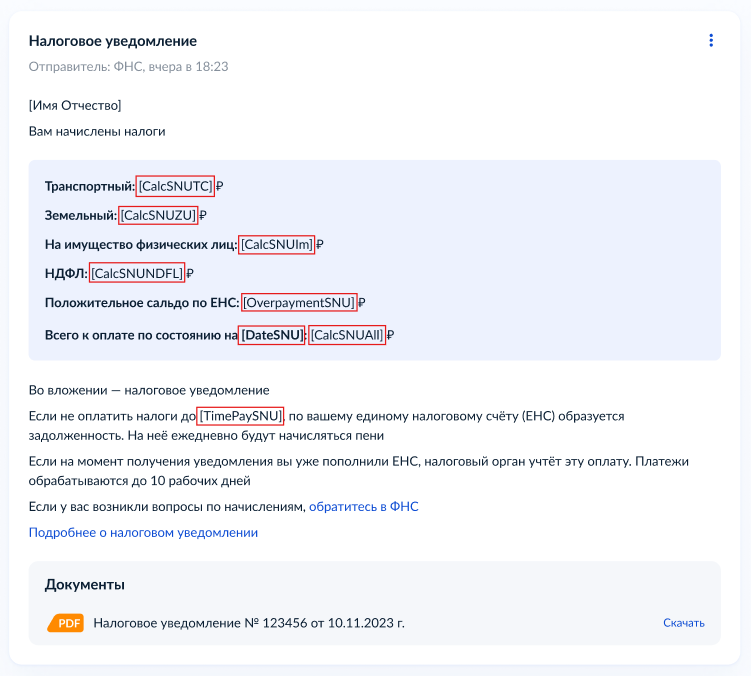 Налоговое уведомление
Отправитель: ФНС, вчера в 18:23
[Имя Отчество]
Вам начислены налоги
Транспортный: [CalcSNUTC] ₽
Земельный: [CalcSNUZU] ₽
На имущество физических лиц: [CalcSNUIm] ₽
НДФЛ: [CalcSNUNDFL] ₽
Положительное сальдо по ЕНС: [OverpaymentSNU] ₽
Всего к оплате по состоянию на [DateSNU]: [CalcSNUAll] ₽
Во вложении — налоговое уведомление
Если не оплатить налоги до [TimePaySNU], по вашему единому налоговому счёту (ЕНС) образуется
задолженность. На неё ежедневно будут начисляться пени
Если на момент получения уведомления вы уже пополнили ЕНС, налоговый орган учтёт эту оплату. Платежи
обрабатываются до 10 рабочих дней
Если у вас возникли вопросы по начислениям, обратитесь в ФНС
Подробнее о налоговом уведомлении
Документы
PDF Налоговое уведомление № 123456 от 10.11.2023 г. Скачать